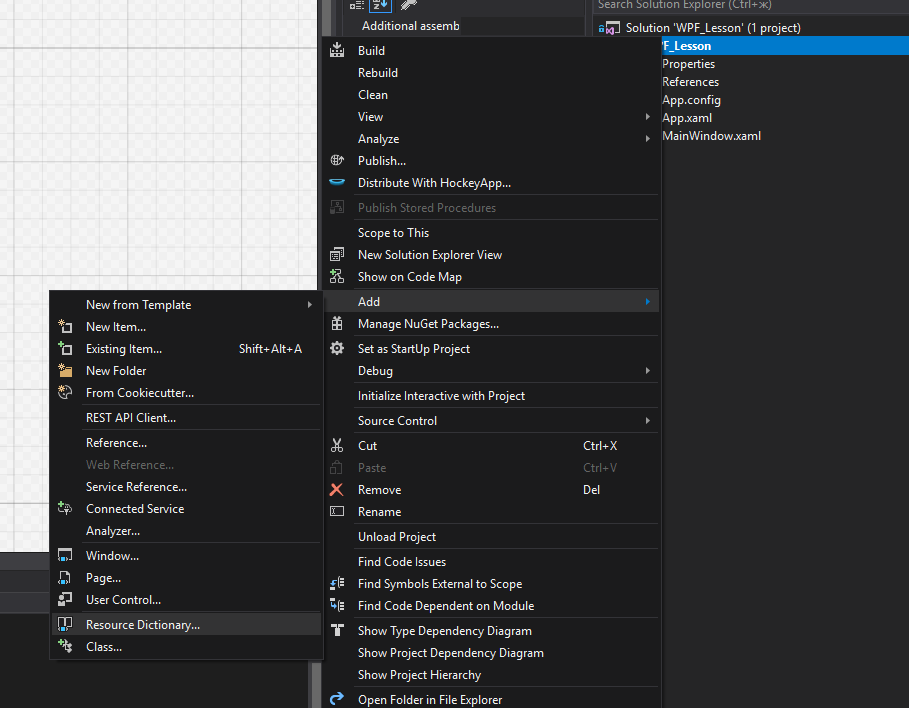 Search Solution Explorer (Ctrl+ж)
Additional assemb
Solution 'WPF_Lesson' (1 project)
F_Lesson
Properties
References
App.config
App.xaml
MainWindow.xaml
Build
Rebuild
Clean
View
Analyze
Publish...
Distribute With HockeyApp...
Publish Stored Procedures
Scope to This
New Solution Explorer View
Show on Code Map
Add
Manage NuGet Packages...
Set as StartUp Project
Debug
Initialize Interactive with Project
Source Control
Cut Ctrl+X
Paste Ctrl+V
Remove Del
Rename
Unload Project
Find Code Issues
Find Symbols External to Scope
Find Code Dependent on Module
Show Type Dependency Diagram
Show Project Dependency Diagram
Show Project Hierarchy
Open Folder in File Explorer
New from Template
New Item...
Existing Item... Shift+Alt+A
New Folder
From Cookiecutter...
REST API Client...
Reference...
Web Reference...
Service Reference...
Connected Service
Analyzer...
Window...
Page...
User Control...
Resource Dictionary...
Class...